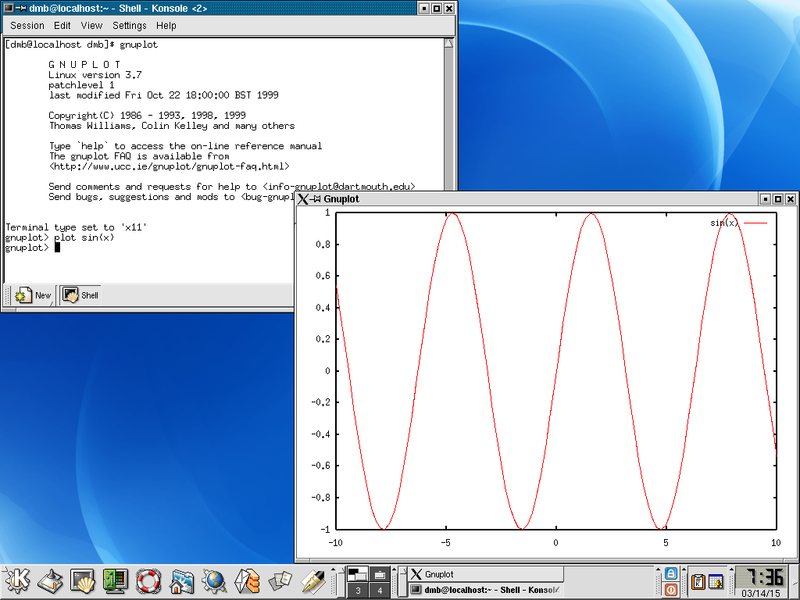 dmb@localhost: ~ - Shell - Konsole <2>
Session Edit View Settings Help
[dmb@localhost dmb]$ gnuplot
G N U P L O T
Linux version 3.7
patchlevel 1
last modified Fri Oct 22 18:00:00 BST 1999
Copyright(C) 1986 - 1993, 1998, 1999
Thomas Williams, Colin Kelley and many others
Type `help` to access the on-line reference manual
The gnuplot FAQ is available from
<http://www.ucc.ie/gnuplot/gnuplot-faq.html>
Send comments and requests for help to <info-gnuplot@dartmouth.edu>
Send bugs, suggestions and mods to <bug-gnupl
Terminal type set to 'x11'
gnuplot> plot sin(x)
gnuplot>
New Shell
Gnuplot
sin(x)
1
0.8
0.6
0.4
0.2
0
-0.2
-0.4
-0.6
-0.8
-1
-10 -5 0 5 10
3 4
Gnuplot
dmb@localhost: ~ - Shell - Konsol
7:36
03/14/15